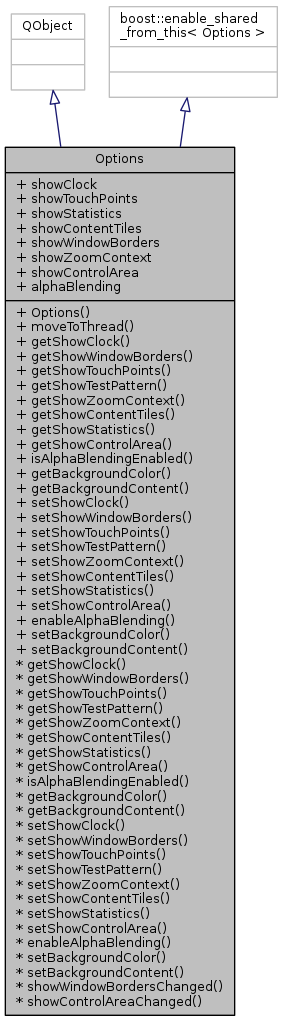 QObject
boost::enable_shared
_from_this< Options >
Options
+ showClock
+ showTouchPoints
+ showStatistics
+ showContentTiles
+ showWindowBorders
+ showZoomContext
+ showControlArea
+ alphaBlending
+ Options()
+ moveToThread()
+ getShowClock()
+ getShowWindowBorders()
+ getShowTouchPoints()
+ getShowTestPattern()
+ getShowZoomContext()
+ getShowContentTiles()
+ getShowStatistics()
+ getShowControlArea()
+ isAlphaBlendingEnabled()
+ getBackgroundColor()
+ getBackgroundContent()
+ setShowClock()
+ setShowWindowBorders()
+ setShowTouchPoints()
+ setShowTestPattern()
+ setShowZoomContext()
+ setShowContentTiles()
+ setShowStatistics()
+ setShowControlArea()
+ enableAlphaBlending()
+ setBackgroundColor()
+ setBackgroundContent()
* getShowClock()
* getShowWindowBorders()
* getShowTouchPoints()
* getShowTestPattern()
* getShowZoomContext()
* getShowContentTiles()
* getShowStatistics()
* getShowControlArea()
* isAlphaBlendingEnabled()
* getBackgroundColor()
* getBackgroundContent()
* setShowClock()
* setShowWindowBorders()
* setShowTouchPoints()
* setShowTestPattern()
* setShowZoomContext()
* setShowContentTiles()
* setShowStatistics()
* setShowControlArea()
* enableAlphaBlending()
* setBackgroundColor()
* setBackgroundContent()
* showWindowBordersChanged()
* showControlAreaChanged()